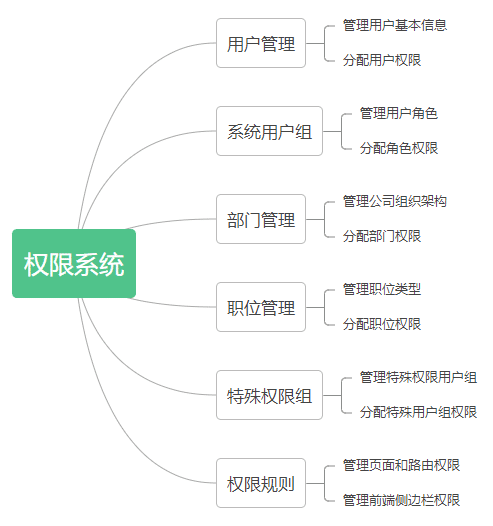 权限系统
用户管理
管理用户基本信息
分配用户权限
系统用户组
管理用户角色
分配角色权限
部门管理
管理公司组织架构
分配部门权限
职位管理
管理职位类型
分配职位权限
特殊权限组
管理特殊权限用户组
分配特殊用户组权限
权限规则
管理页面和路由权限
管理前端侧边栏权限